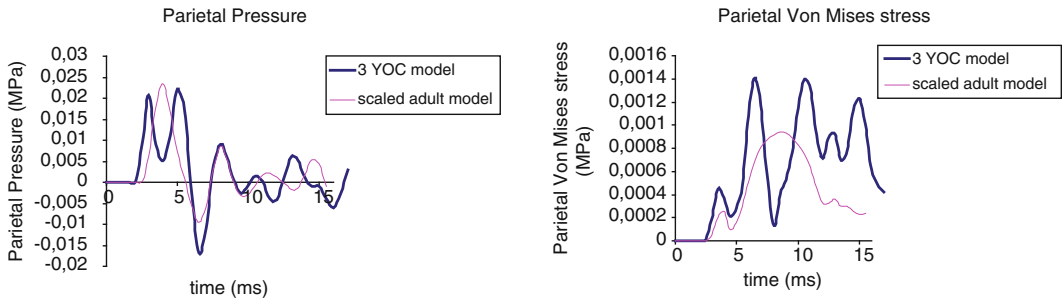 Parietal Pressure
Parietal Pressure (MPa)
0,03
0,025
0,02
0,015
0,01
0,005
0
-0,005
-0,01
-0,015
-0,02
0
5
10
15
time (ms)
3 YOC model
scaled adult model
Parietal Von Mises stress
Parietal Von Mises stress
(MPa)
0,0016
0,0014
0,0012
0,001
0,0008
0,0006
0,0004
0,0002
0
0
5
10
15
time (ms)
3 YOC model
scaled adult model